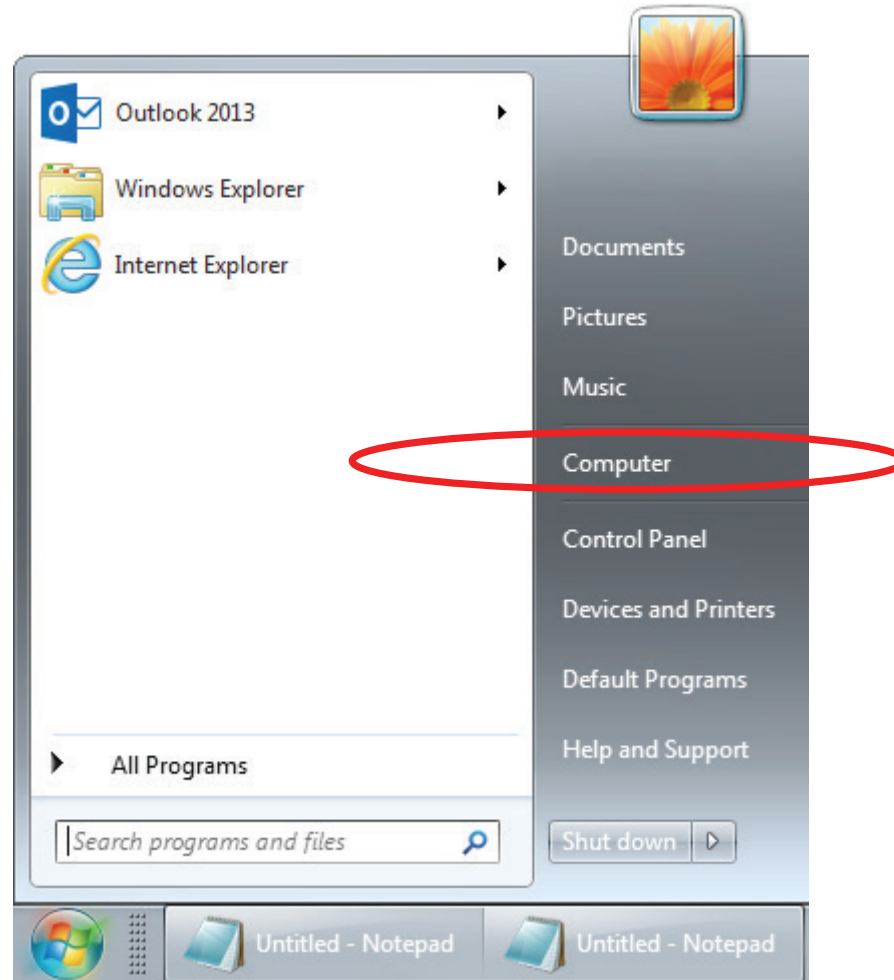 Outlook 2013
Windows Explorer
Internet Explorer
All Programs
Search programs and files
Documents
Pictures
Music
Computer
Control Panel
Devices and Printers
Default Programs
Help and Support
Shut down
Untitled - Notepad
Untitled - Notepad